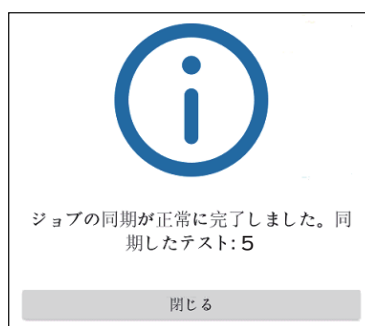 ジョブの同期が正常に完了しました。同
期したテスト: 5
閉じる